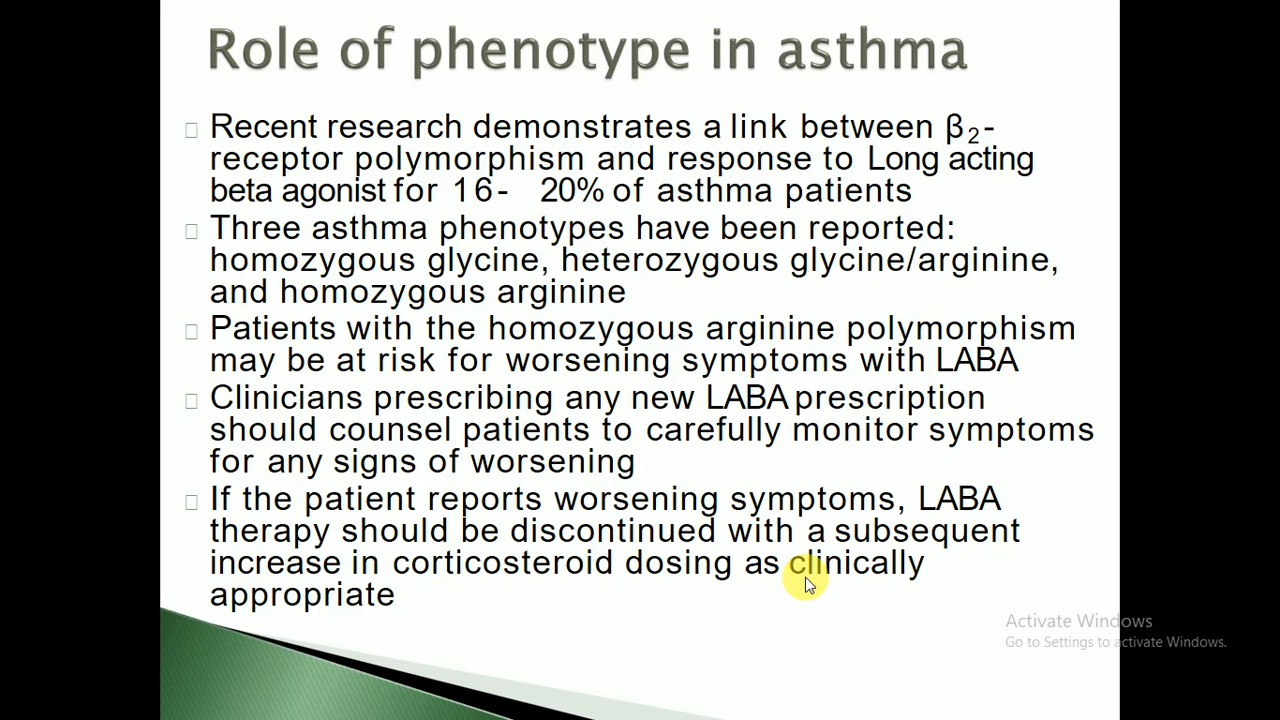 Role of phenotype in asthma
Recent research demonstrates a link between β₂-
receptor polymorphism and response to Long acting
beta agonist for 16- 20% of asthma patients
Three asthma phenotypes have been reported:
homozygous glycine, heterozygous glycine/arginine,
and homozygous arginine
Patients with the homozygous arginine polymorphism
may be at risk for worsening symptoms with LABA
Clinicians prescribing any new LABA prescription
should counsel patients to carefully monitor symptoms
for any signs of worsening
If the patient reports worsening symptoms, LABA
therapy should be discontinued with a subsequent
increase in corticosteroid dosing as clinically
appropriate
Activate Windows
Go to Settings to activate Windows.